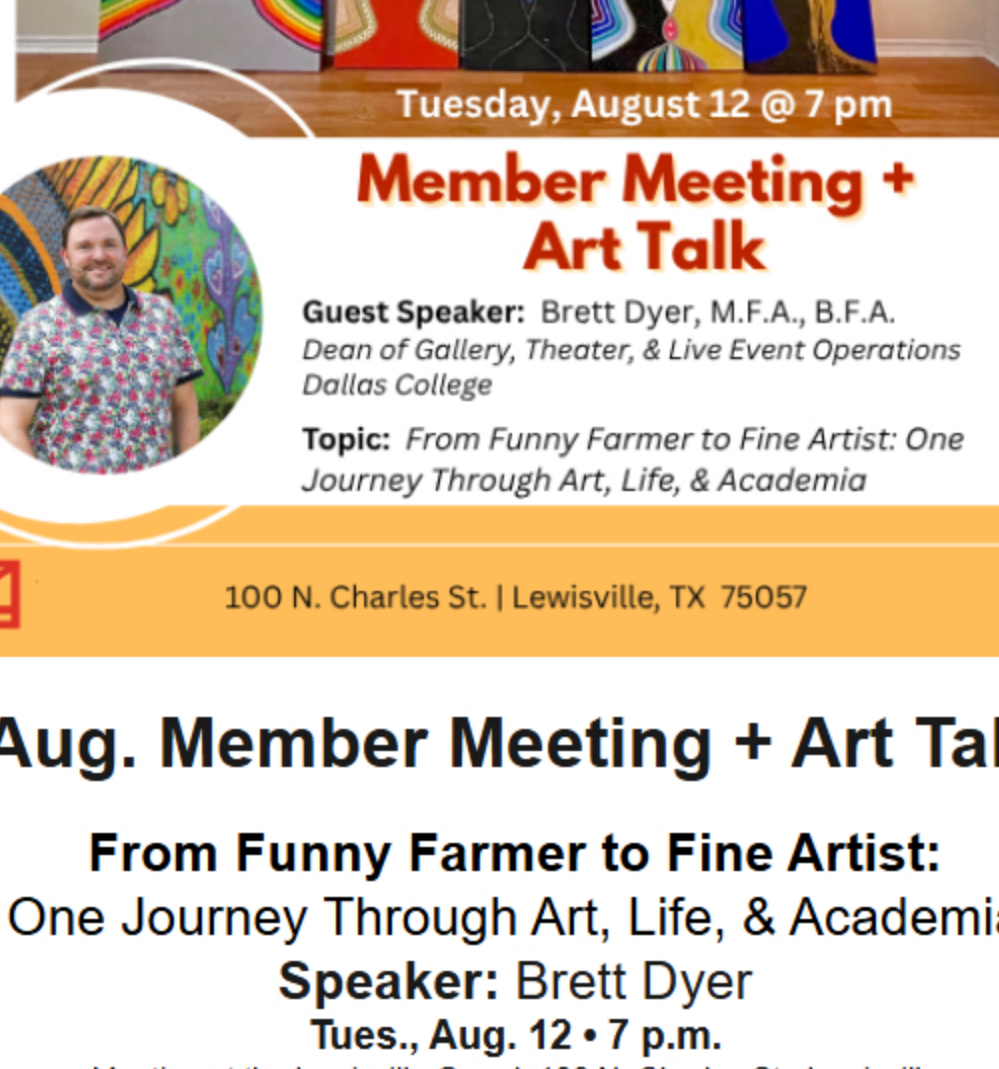 Tuesday, August 12 @ 7 pm
Member Meeting +
Art Talk
Guest Speaker: Brett Dyer, M.F.A., B.F.A.
Dean of Gallery, Theater, & Live Event Operations
Dallas College
Topic: From Funny Farmer to Fine Artist: One
Journey Through Art, Life, & Academia
100 N. Charles St. | Lewisville, TX 75057
Aug. Member Meeting + Art Tal
From Funny Farmer to Fine Artist:
One Journey Through Art, Life, & Academia
Speaker: Brett Dyer
Tues., Aug. 12 • 7 p.m.